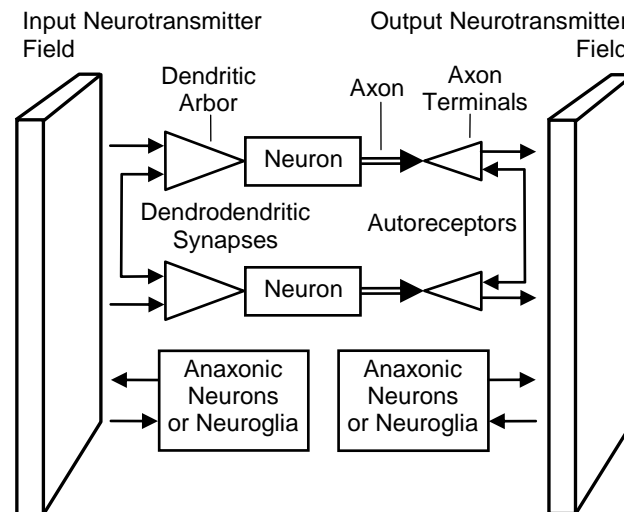 Input Neurotransmitter
Field
Output Neurotransmitter
Field
Dendritic
Arbor
Axon
Axon
Terminals
Neuron
Dendrodendritic
Synapses
Autoreceptors
Neuron
Anaxonic
Neurons
or Neuroglia
Anaxonic
Neurons
or Neuroglia